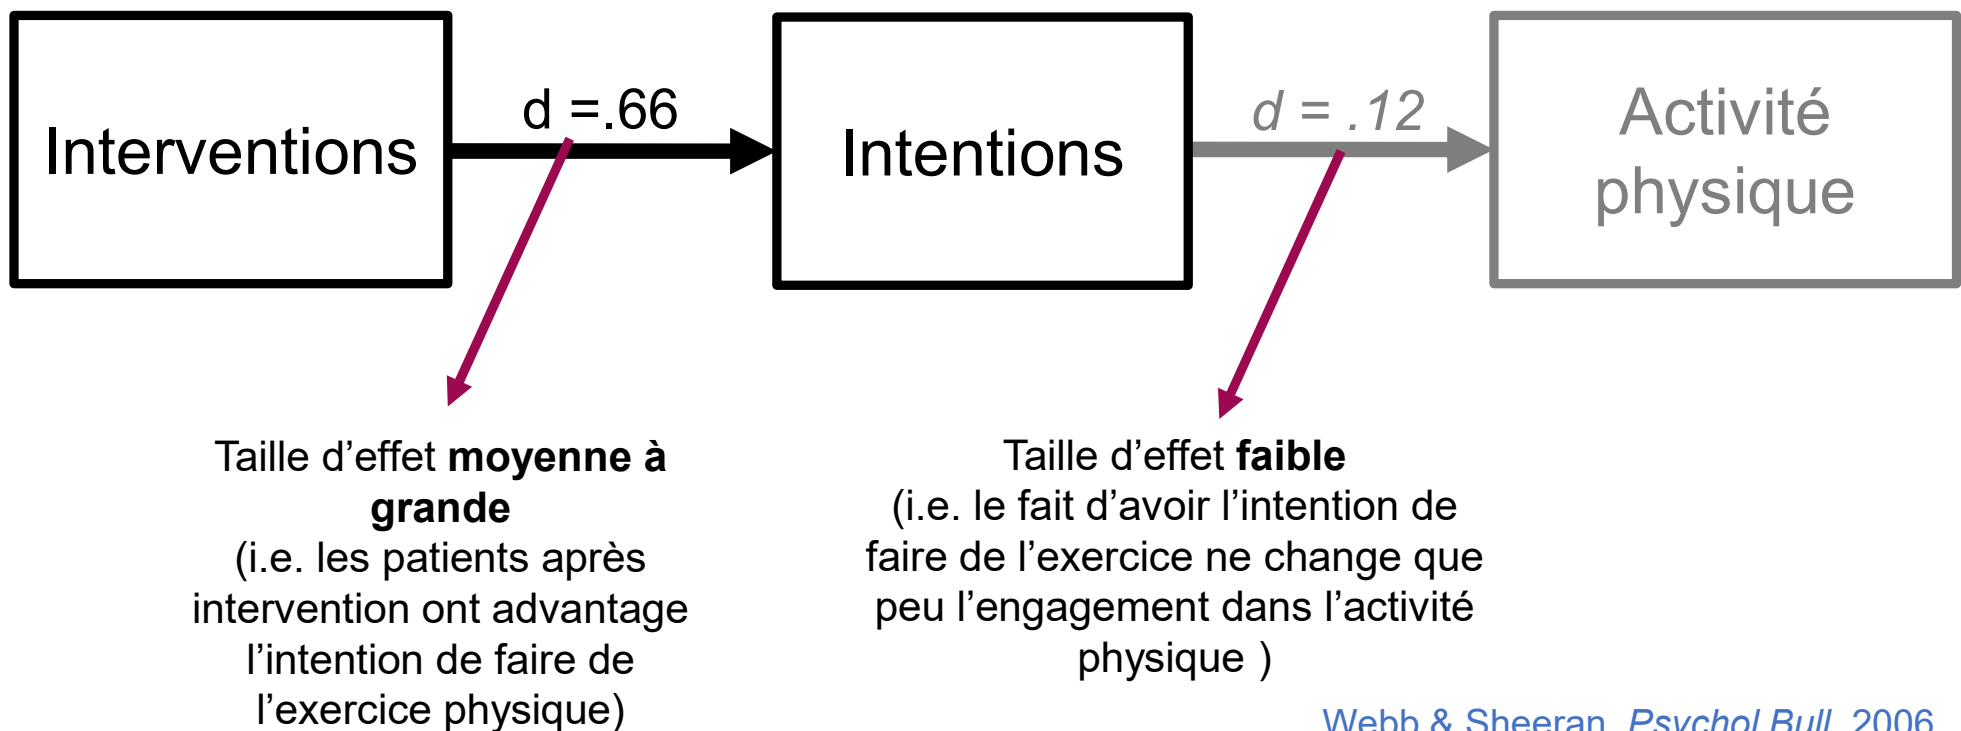 Interventions
d =.66
Intentions
d = .12
Activité
physique
Taille d’effet moyenne à
grande
(i.e. les patients après
intervention ont advantage
l’intention de faire de
l’exercice physique)
Taille d’effet faible
(i.e. le fait d’avoir l’intention de
faire de l’exercice ne change que
peu l’engagement dans l’activité
physique )
Webb & Sheeran, Psychol Bull, 2006